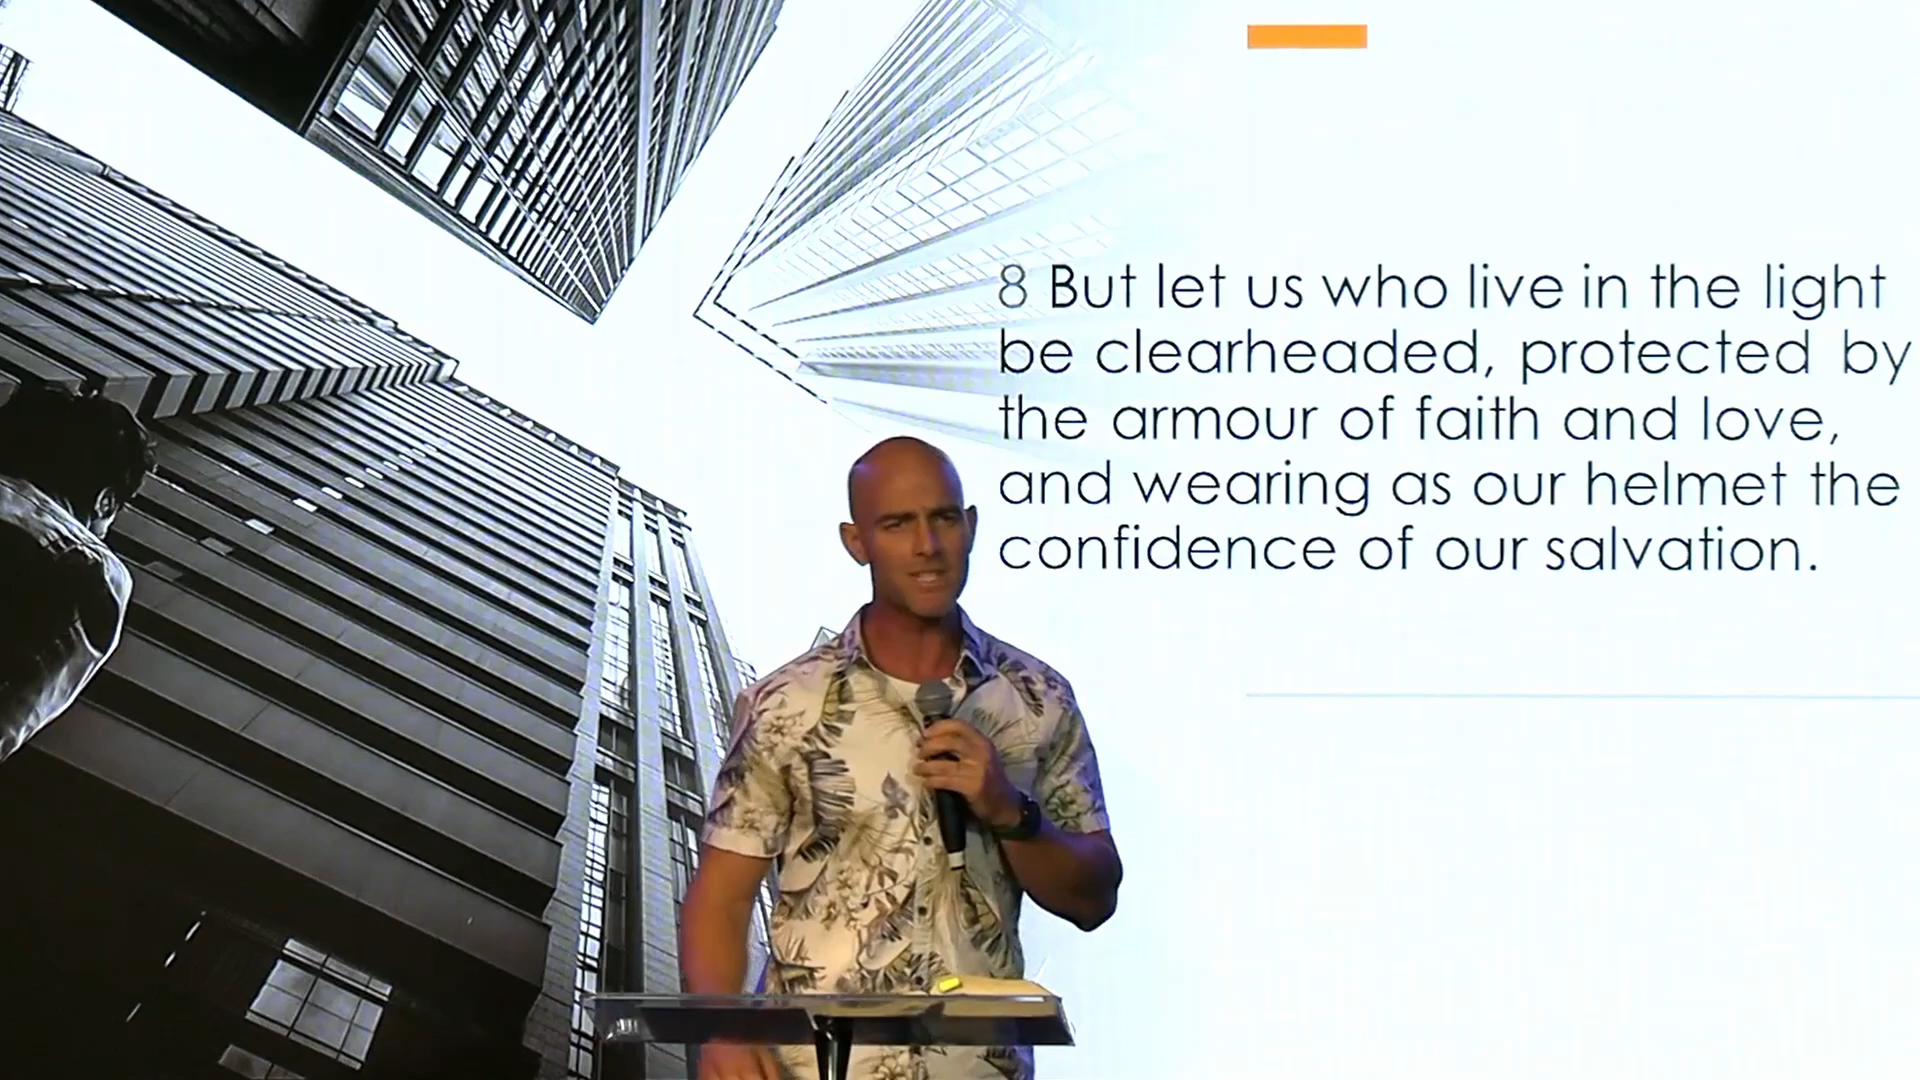 8 But let us who live in the light
be clearheaded, protected by
the armour of faith and love,
and wearing as our helmet the
confidence of our salvation.